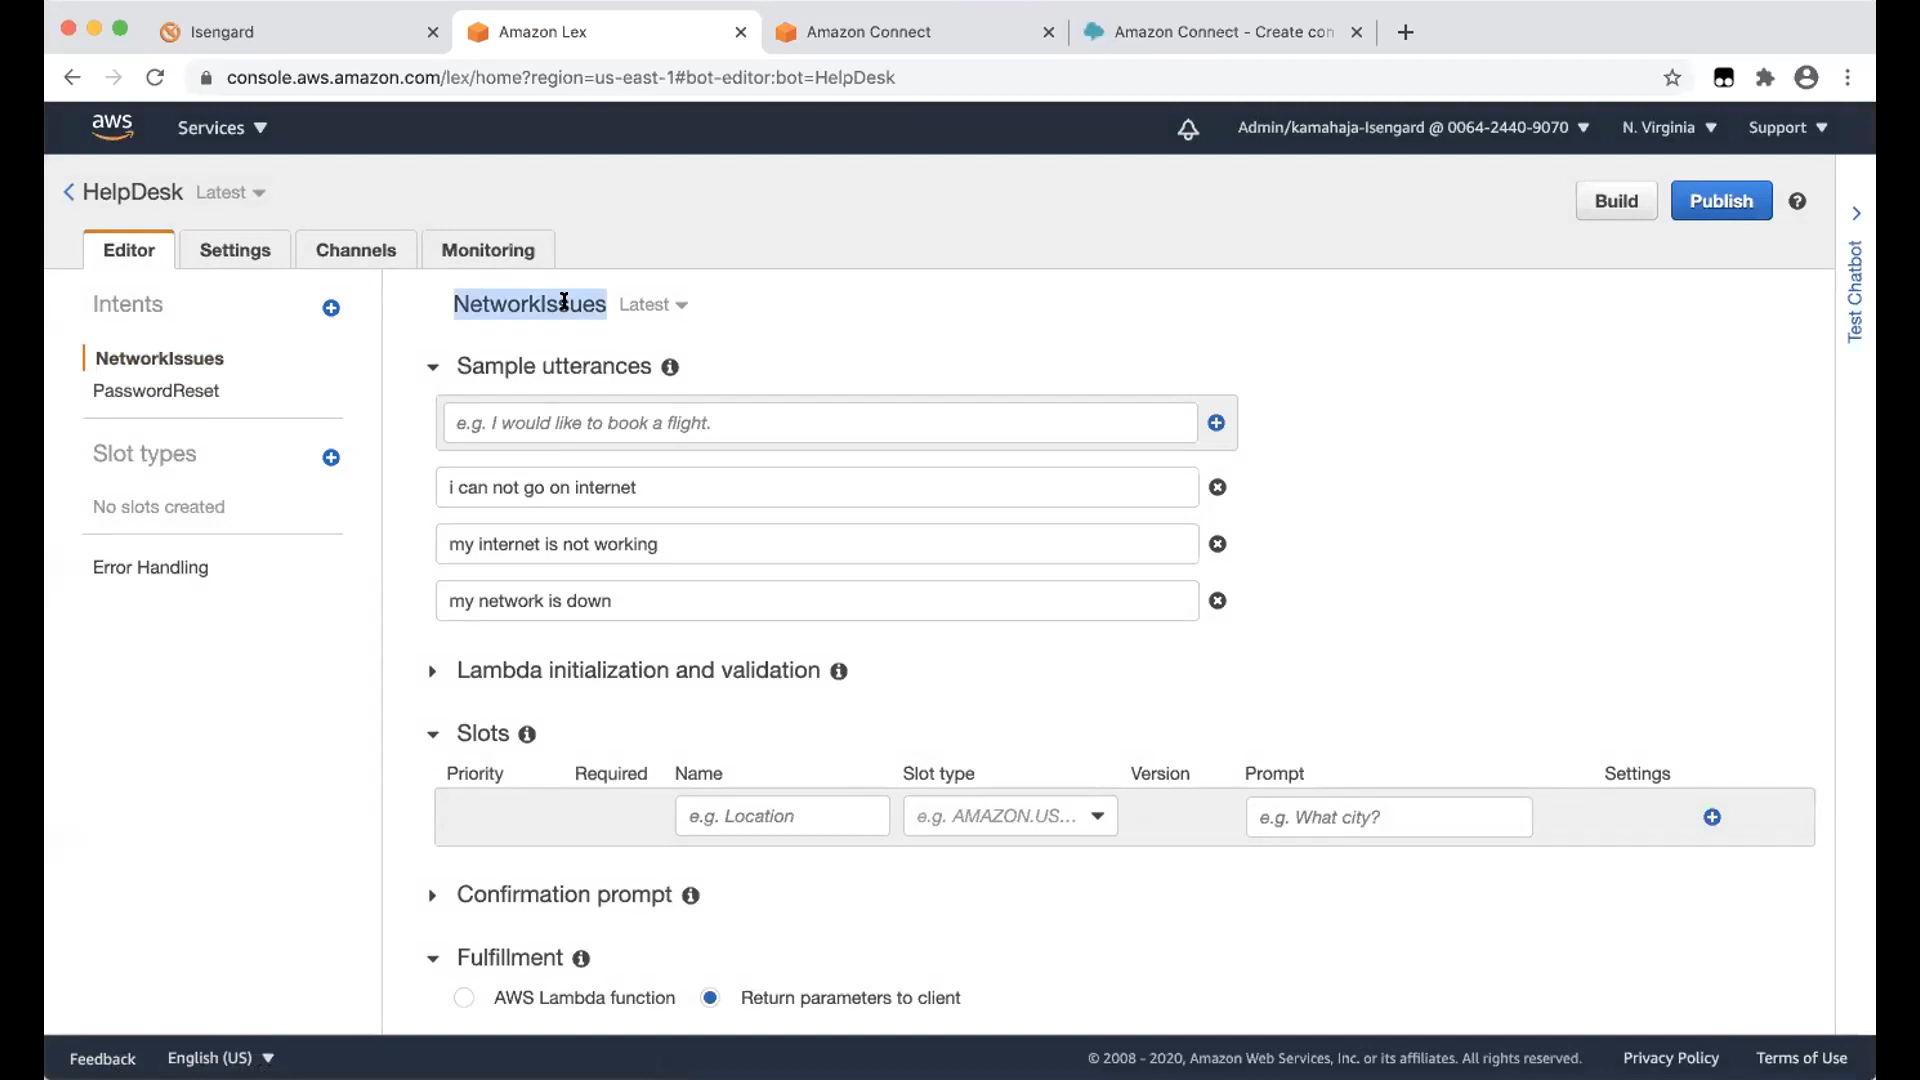 Isengard
Amazon Lex
Amazon Connect
Amazon Connect - Create con
console.aws.amazon.com/lex/home?region=us-east-1#bot-editor:bot=HelpDesk
aws
Services
Admin/kamahaja-Isengard @ 0064-2440-9070
N. Virginia
Support
HelpDesk Latest
Build
Publish
Editor
Settings
Channels
Monitoring
Test Chatbot
Intents
NetworkIssues
PasswordReset
Slot types
No slots created
Error Handling
NetworkIssues Latest
Sample utterances
e.g. I would like to book a flight.
i can not go on internet
my internet is not working
my network is down
Lambda initialization and validation
Slots
Priority Required Name Slot type Version Prompt Settings
e.g. Location e.g. AMAZON.US... e.g. What city?
Confirmation prompt
Fulfillment
AWS Lambda function Return parameters to client
Feedback English (US) © 2008 - 2020, Amazon Web Services, Inc. or its affiliates. All rights reserved. Privacy Policy Terms of Use